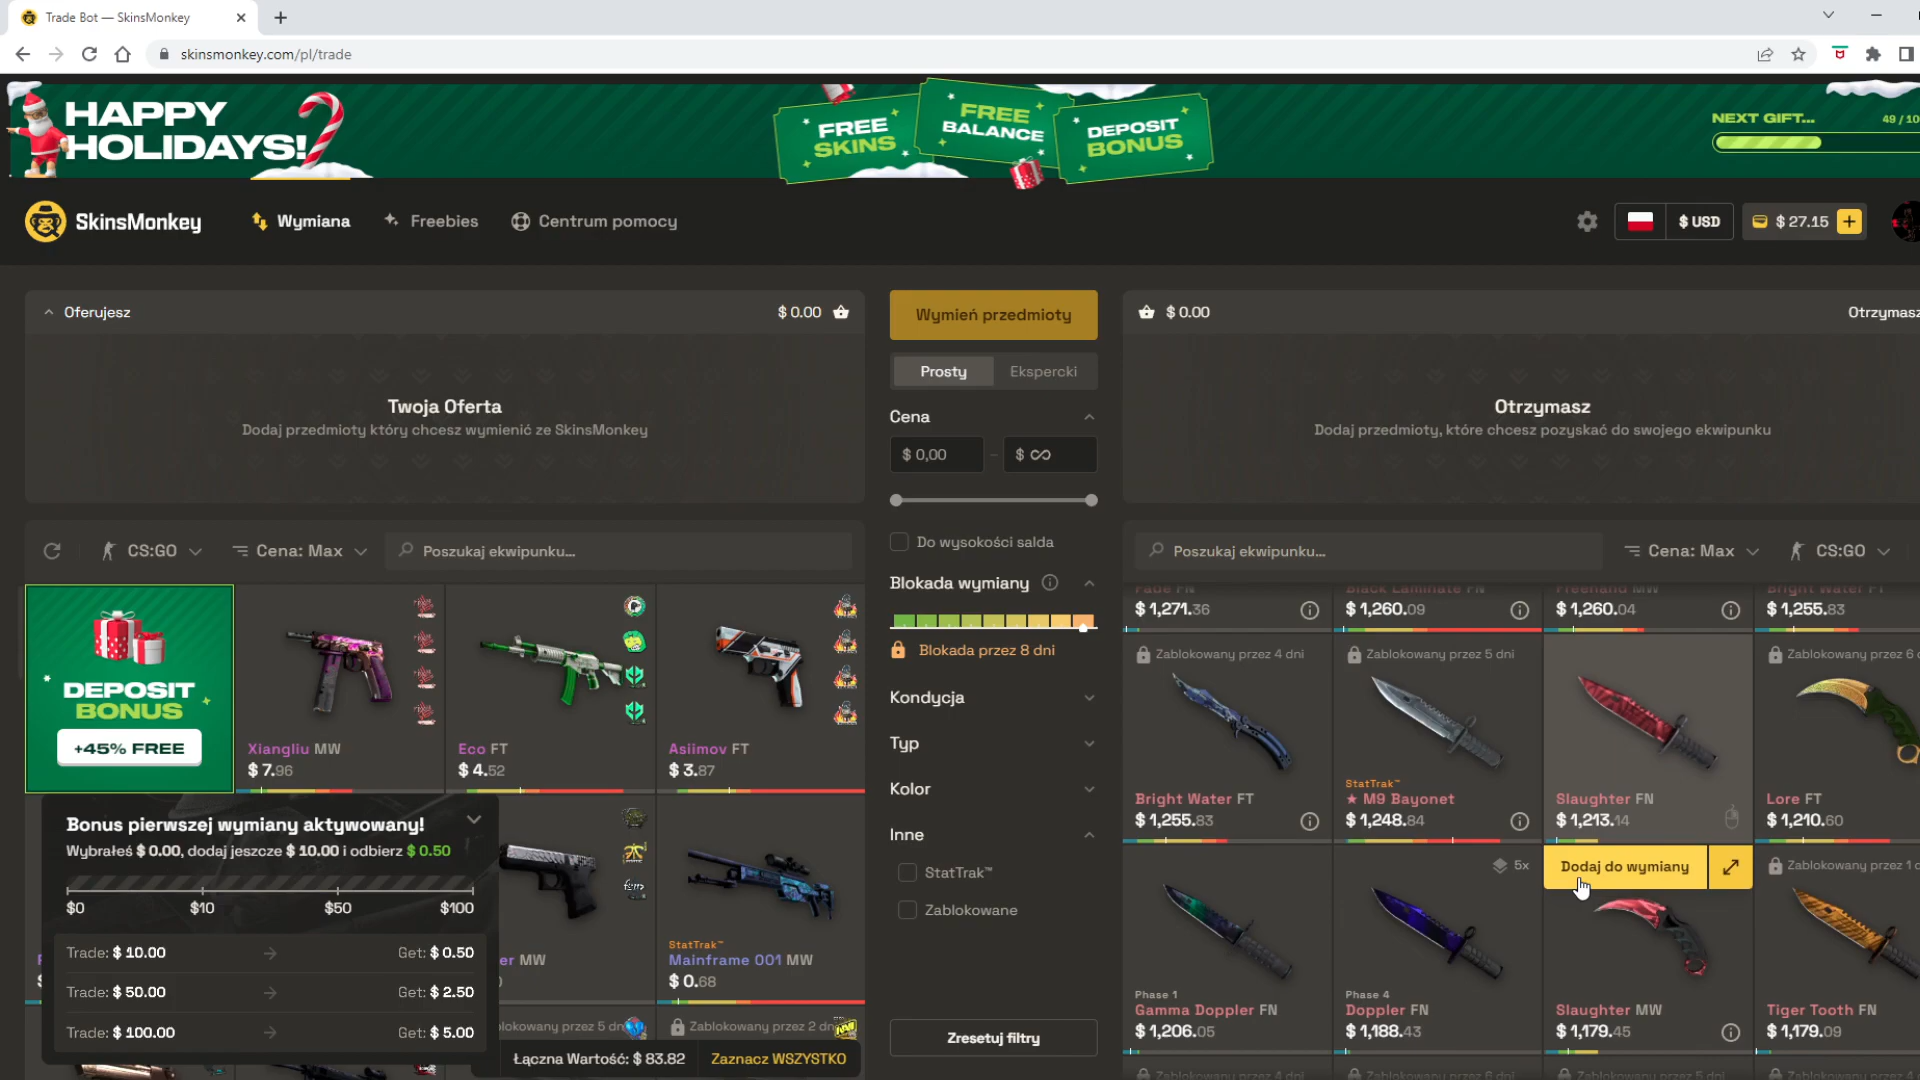 Trade Bot — SkinsMonkey
skinsmonkey.com/pl/trade
HAPPY
HOLIDAYS!
FREE
SKINS
FREE
BALANCE
DEPOSIT
BONUS
NEXT GIFT...
49 / 10
SkinsMonkey
Wymiana
Freebies
Centrum pomocy
$ USD
$ 27.15
Oferujesz
$ 0.00
Twoja Oferta
Dodaj przedmioty który chcesz wymienić ze SkinsMonkey
Wymień przedmioty
Prosty
Ekspercki
Cena
$ 0,00
–
$ ∞
Do wysokości salda
Blokada wymiany
Blokada przez 8 dni
Kondycja
Typ
Kolor
Inne
StatTrak™
Zablokowane
Zresetuj filtry
$ 0.00
Otrzymasz
Otrzymasz
Dodaj przedmioty, które chcesz pozyskać do swojego ekwipunku
CS:GO
Cena: Max
Poszukaj ekwipunku...
DEPOSIT
BONUS
+45% FREE
Xiangliu MW
$ 7.96
Eco FT
$ 4.52
Asiimov FT
$ 3.87
Bonus pierwszej wymiany aktywowany!
Wybrałeś $ 0.00, dodaj jeszcze $ 10.00 i odbierz $ 0.50
$0
$10
$50
$100
Trade: $ 10.00
Get: $ 0.50
Trade: $ 50.00
Get: $ 2.50
Trade: $ 100.00
Get: $ 5.00
er MW
StatTrak™
Mainframe 001 MW
$ 0.68
lokowany przez 5 dn
Zablokowany przez 2 dn
Łączna Wartość: $ 83.82
Zaznacz WSZYSTKO
Poszukaj ekwipunku...
Cena: Max
CS:GO
Fade FN
$ 1,271.36
Black Laminate FN
$ 1,260.09
Freehand MW
$ 1,260.04
Bright Water FT
$ 1,255.83
Zablokowany przez 4 dni
Bright Water FT
$ 1,255.83
Zablokowany przez 5 dni
StatTrak™
★ M9 Bayonet
$ 1,248.84
Slaughter FN
$ 1,213.14
Zablokowany przez 6
Lore FT
$ 1,210.60
Phase 1
Gamma Doppler FN
$ 1,206.05
5x
Phase 4
Doppler FN
$ 1,188.43
Dodaj do wymiany
Slaughter MW
$ 1,179.45
Zablokowany przez 1
Tiger Tooth FN
$ 1,179.09
Zablokowany przez 4 dni
Zablokowany przez 6 dni
Zablokowany przez 5 dni
Zablokowany przez 4